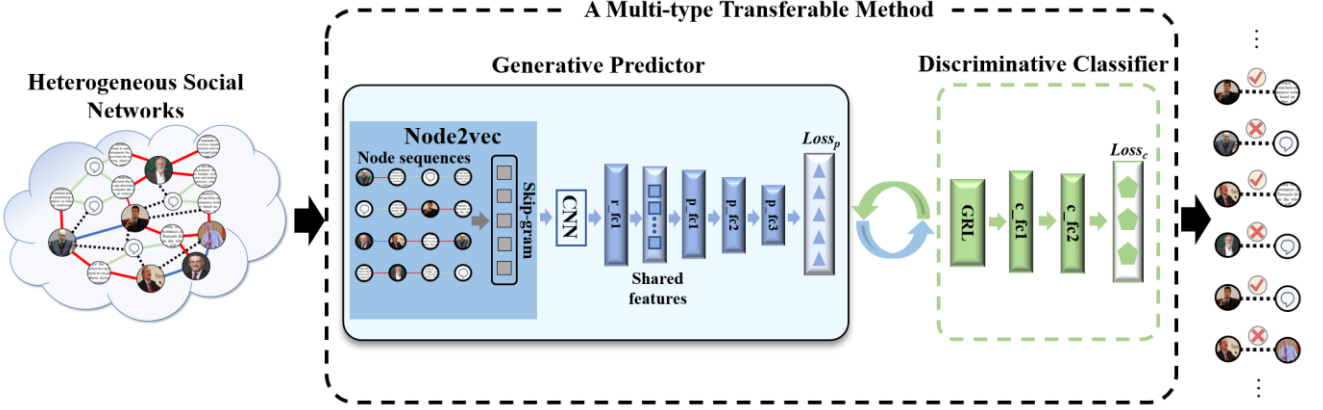 A Multi-type Transferable Method
Heterogeneous Social
Networks
Generative Predictor
Node2vec
Node sequences
Skip-gram
CNN
r_fc1
Shared
features
p_fc1
p_fc2
p_fc3
Loss_p
Discriminative Classifier
GRL
c_fc1
c_fc2
Loss_c